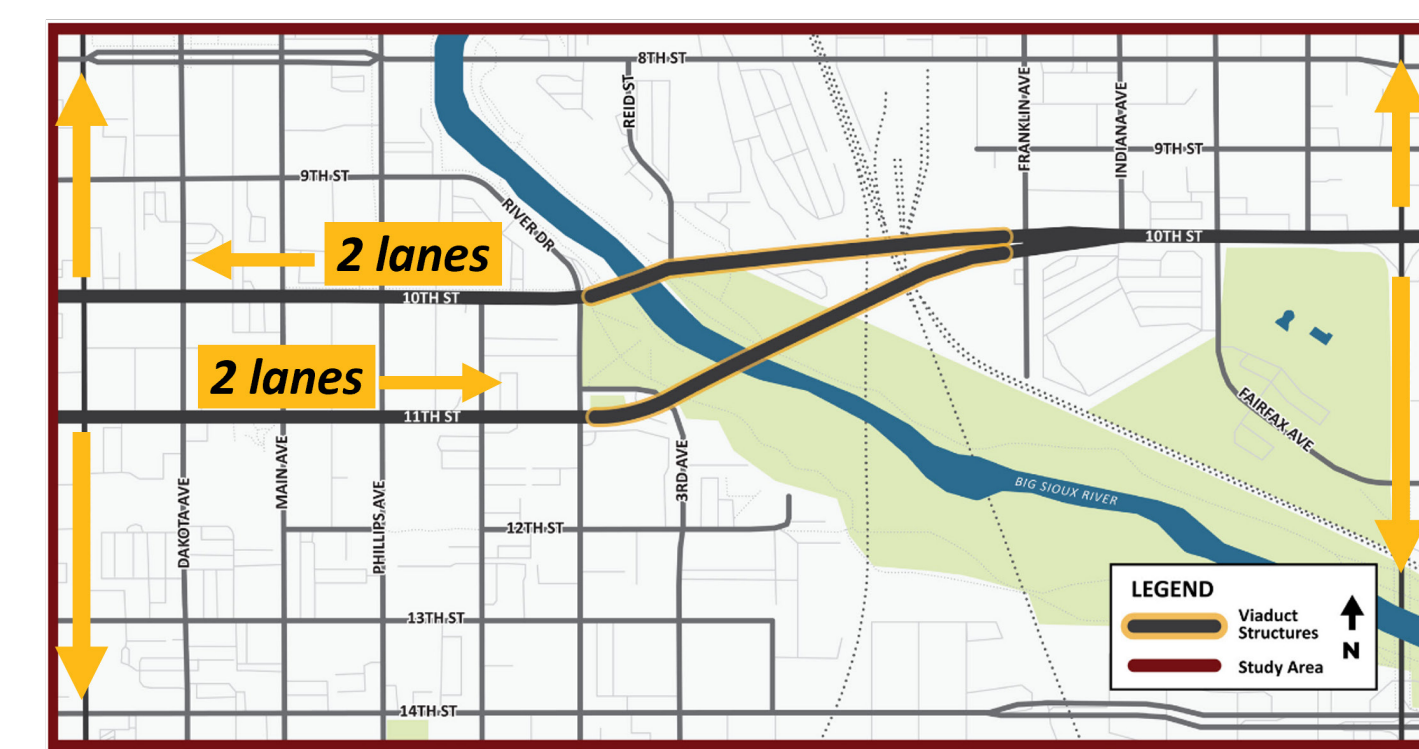 8TH ST
REID ST
FRANKLIN AVE
INDIANA AVE
9TH ST
9TH ST
RIVER DR
2 lanes
10TH ST
10TH ST
2 lanes
11TH ST
FAIRFAX AVE
MAIN AVE
DAKOTA AVE
PHILLIPS AVE
3RD AVE
BIG SIOUX RIVER
12TH ST
13TH ST
14TH ST
LEGEND
Viaduct
Structures
Study Area
N